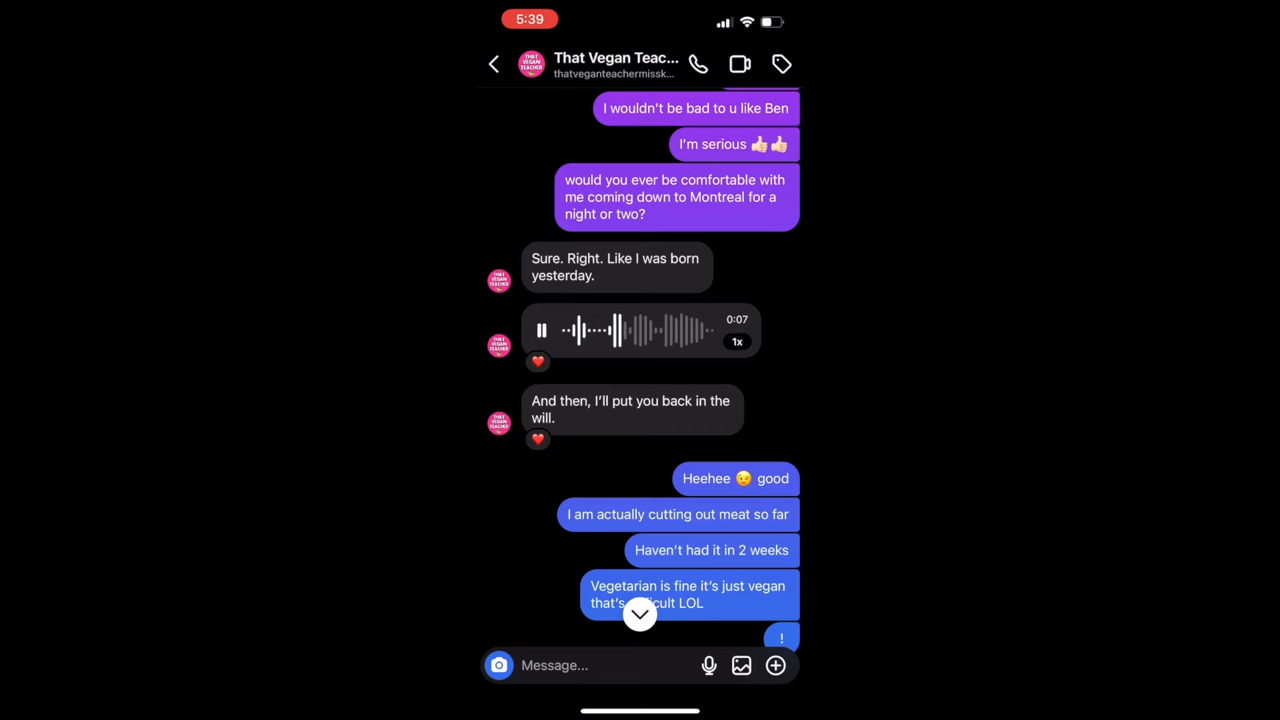 5:39
That Vegan Teac...
thatveganteachermissk...
I wouldn't be bad to u like Ben
I'm serious 👍🏻👍🏻
would you ever be comfortable with
me coming down to Montreal for a
night or two?
Sure. Right. Like I was born
yesterday.
0:07
1x
And then, I'll put you back in the
will.
Heehee 😉 good
I am actually cutting out meat so far
Haven't had it in 2 weeks
Vegetarian is fine it's just vegan
that's LOL
!
Message...
THAT
VEGAN
TEACHER